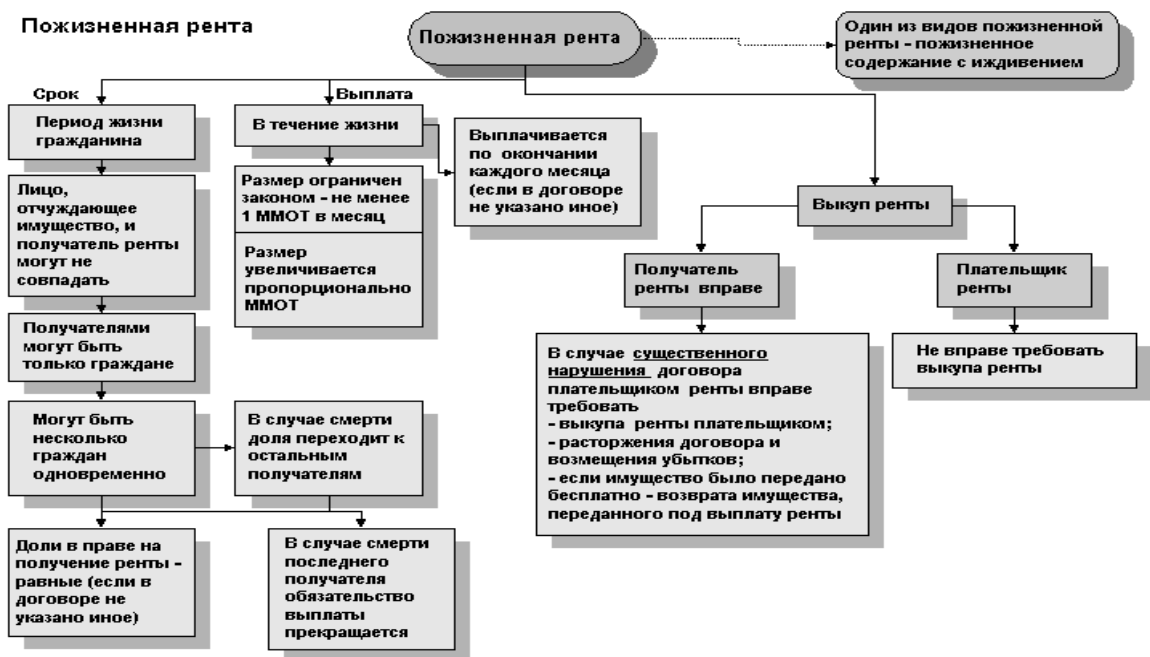 Пожизненная рента
Пожизненная рента
Один из видов пожизненной
ренты - пожизненное
содержание с иждивением
Срок
Период жизни
гражданина
Лицо,
отчуждающее
имущество, и
получатель ренты
могут не
совпадать
Получателями
могут быть
только граждане
Могут быть
несколько
граждан
одновременно
В случае смерти
доля переходит к
остальным
получателям
Доли в праве на
получение ренты -
равные (если в
договоре не
указано иное)
В случае смерти
последнего
получателя
обязательство
выплаты
прекращается
Выплата
В течение жизни
Размер ограничен
законом - не менее
1 ММОТ в месяц
Размер
увеличивается
пропорционально
ММОТ
Выплачивается
по окончании
каждого месяца
(если в договоре
не указано иное)
Выкуп ренты
Получатель
ренты вправе
В случае существенного
нарушения договора
плательщиком ренты вправе
требовать
- выкупа ренты плательщиком;
- расторжения договора и
возмещения убытков;
- если имущество было передано
бесплатно - возврата имущества,
переданного под выплату ренты
Плательщик
ренты
Не вправе требовать
выкупа ренты